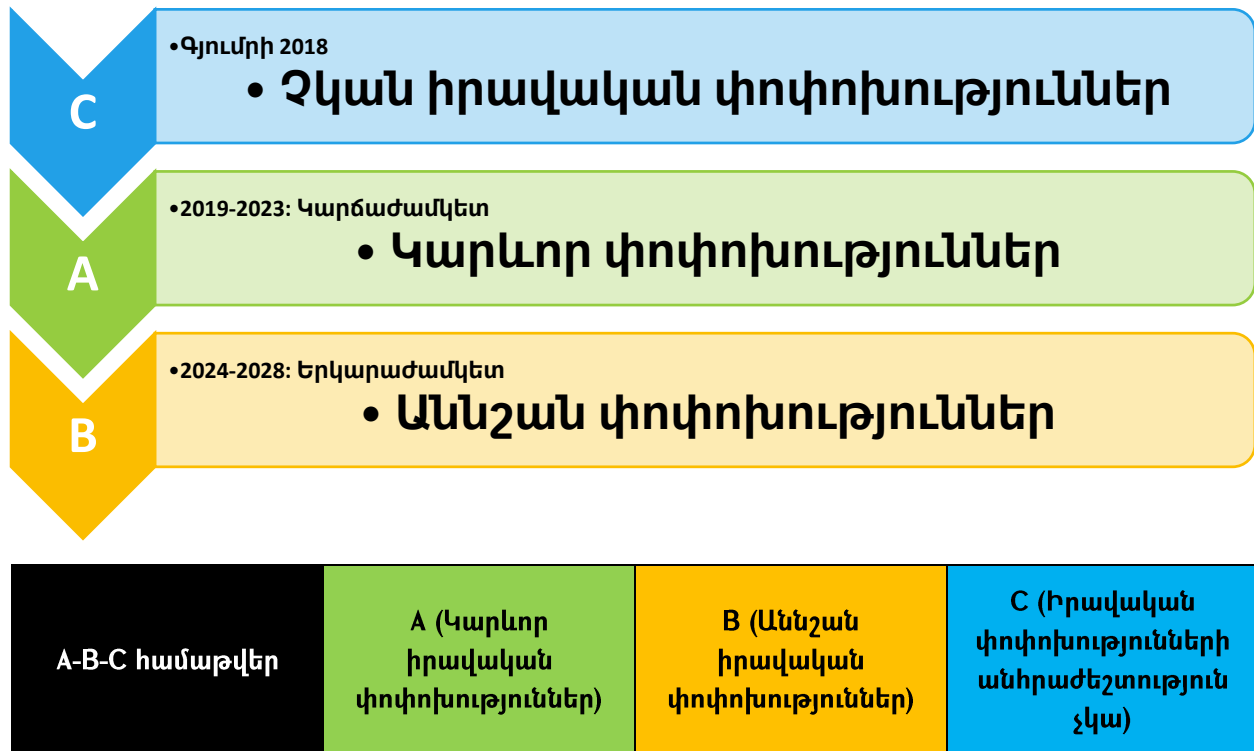 C
•Գյումրի 2018
• Չկան իրավական փոփոխություններ
A
•2019-2023: Կարճաժամկետ
• Կարևոր փոփոխություններ
B
•2024-2028: Երկարաժամկետ
• Աննշան փոփոխություններ
A-B-C համաթվեր
A (Կարևոր
իրավական
փոփոխություններ)
B (Աննշան
իրավական
փոփոխություններ)
C (Իրավական
փոփոխությունների
անհրաժեշտություն
չկա)